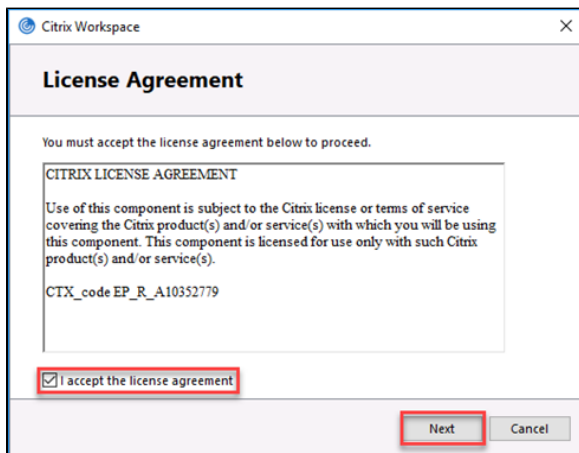 Citrix Workspace
License Agreement
You must accept the license agreement below to proceed.
CITRIX LICENSE AGREEMENT
Use of this component is subject to the Citrix license or terms of service
covering the Citrix product(s) and/or service(s) with which you will be using
this component. This component is licensed for use only with such Citrix
product(s) and/or service(s).
CTX_code EP_R_A10352779
I accept the license agreement
Next
Cancel